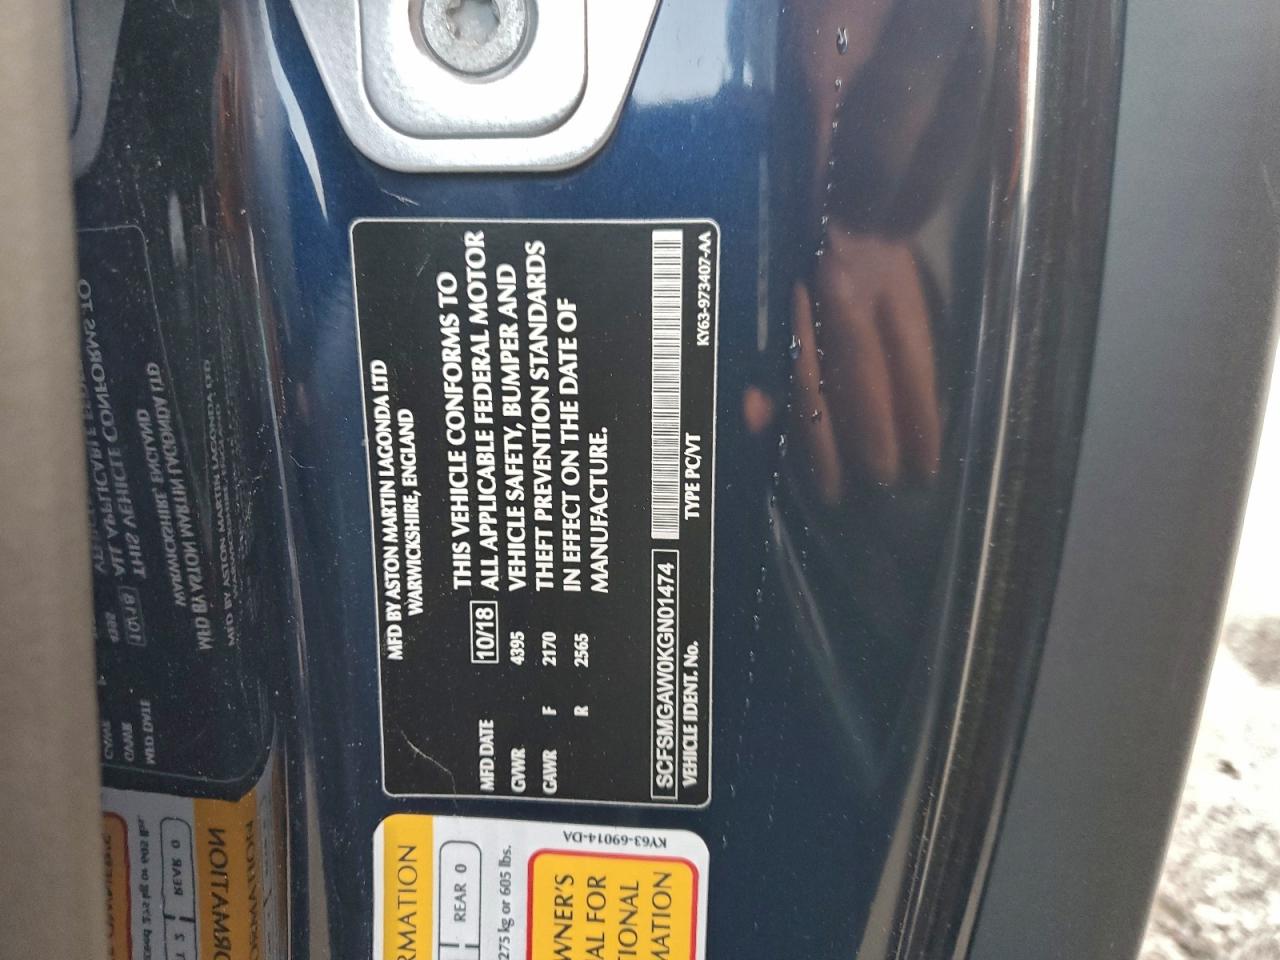 MFD BY ASTON MARTIN LAGONDA LTD
WARWICKSHIRE, ENGLAND
MFD DATE 10/18
GVWR 4395
GAWR F 2170
R 2565
THIS VEHICLE CONFORMS TO
ALL APPLICABLE FEDERAL MOTOR
VEHICLE SAFETY, BUMPER AND
THEFT PREVENTION STANDARDS
IN EFFECT ON THE DATE OF
MANUFACTURE.
SCFSMGAW0KGN01474
VEHICLE IDENT. No. TYPE PC/VT KY63-973407-AA
RMATION
REAR 0
275 kg or 605 lbs.
KY63-69014-DA
WNER'S
AL FOR
TIONAL
MATION